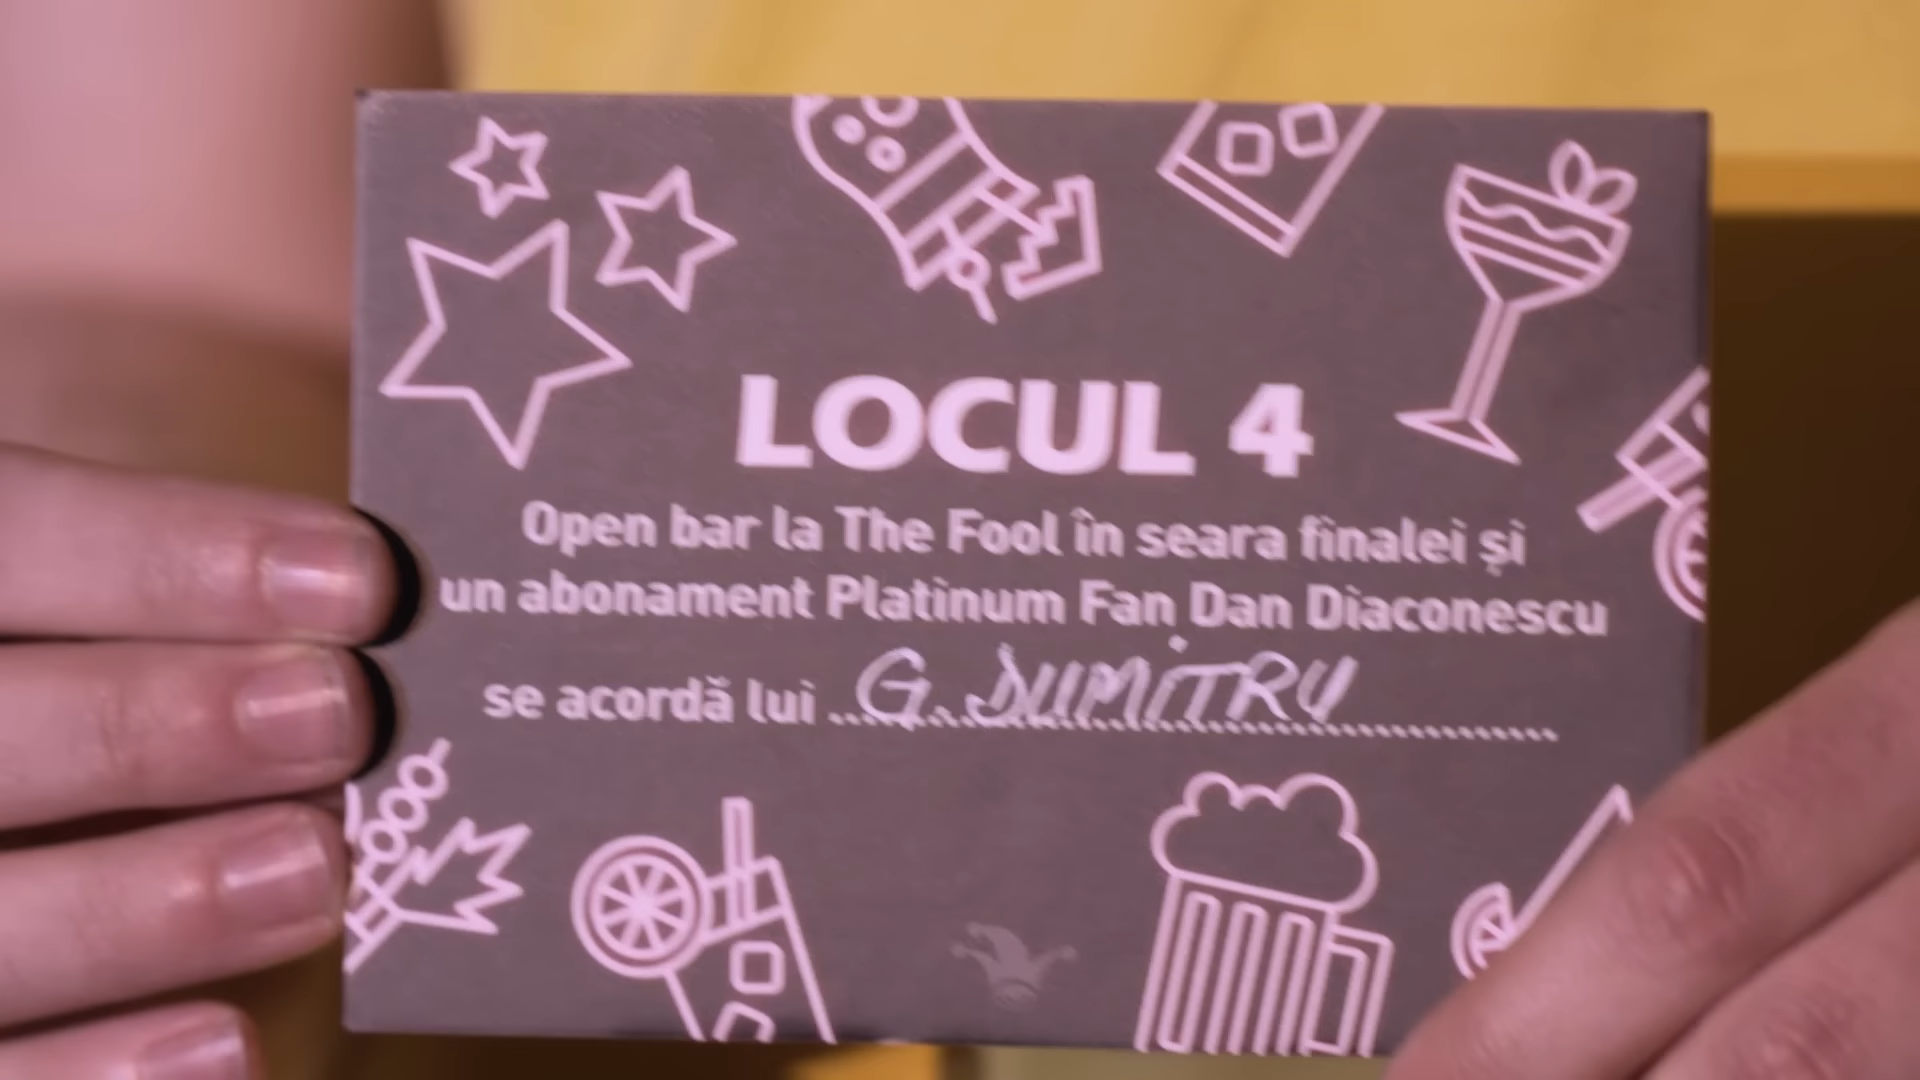 LOCUL 4
Open bar la The Fool în seara finalei și
un abonament Platinum Fan Dan Diaconescu
se acordă lui G. DUMITRU